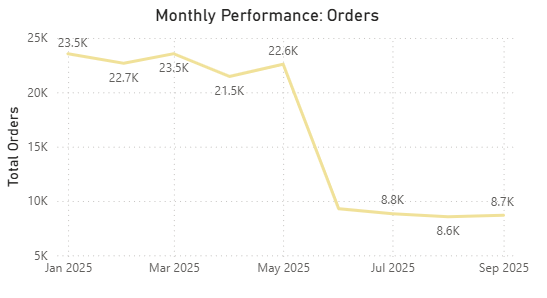 Monthly Performance: Orders
Total Orders
25K
20K
15K
10K
5K
23.5K
22.7K
23.5K
21.5K
22.6K
8.8K
8.6K
8.7K
Jan 2025
Mar 2025
May 2025
Jul 2025
Sep 2025